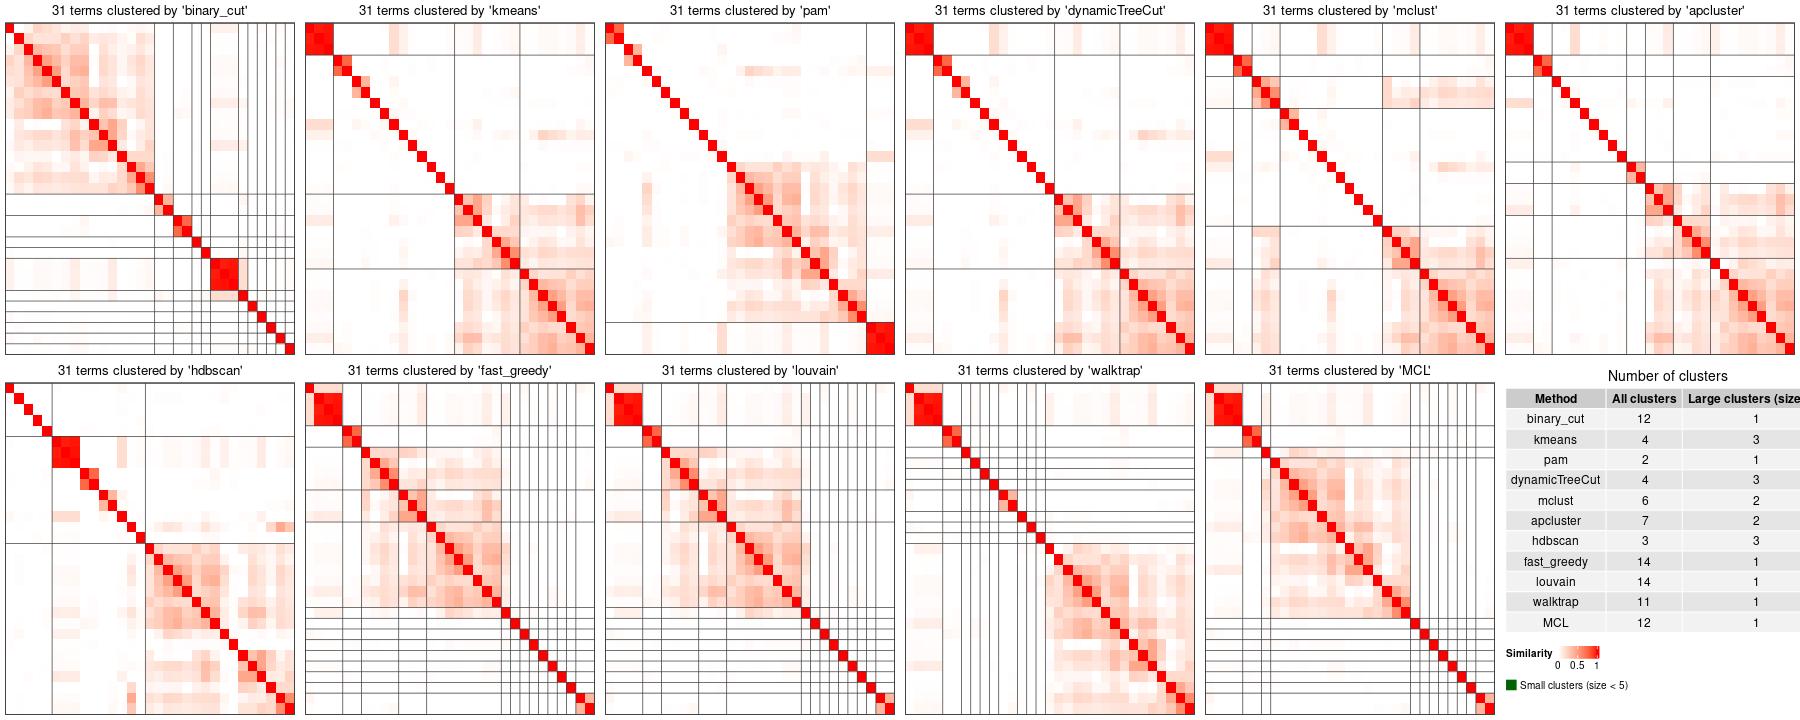 31 terms clustered by 'binary_cut'
31 terms clustered by 'kmeans'
31 terms clustered by 'pam'
31 terms clustered by 'dynamicTreeCut'
31 terms clustered by 'mclust'
31 terms clustered by 'apcluster'
31 terms clustered by 'hdbscan'
31 terms clustered by 'fast_greedy'
31 terms clustered by 'louvain'
31 terms clustered by 'walktrap'
31 terms clustered by 'MCL'
Number of clusters
Method All clusters Large clusters (size
binary_cut 12 1
kmeans 4 3
pam 2 1
dynamicTreeCut 4 3
mclust 6 2
apcluster 7 2
hdbscan 3 3
fast_greedy 14 1
louvain 14 1
walktrap 11 1
MCL 12 1
Similarity
0 0.5 1
Small clusters (size < 5)